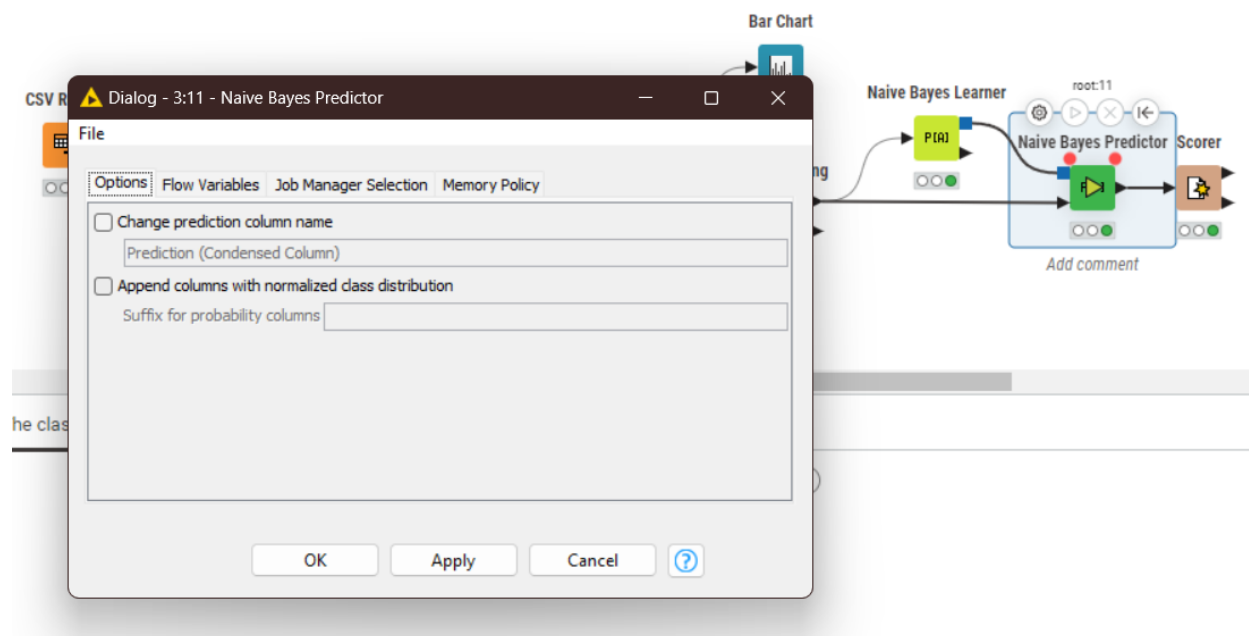 Bar Chart
CSV R
Dialog - 3:11 - Naive Bayes Predictor
File
Options Flow Variables Job Manager Selection Memory Policy
Change prediction column name
Prediction (Condensed Column)
Append columns with normalized class distribution
Suffix for probability columns
OK Apply Cancel ?
Naive Bayes Learner
P[A]
root:11
Naive Bayes Predictor
Scorer
ng
Add comment
he clas